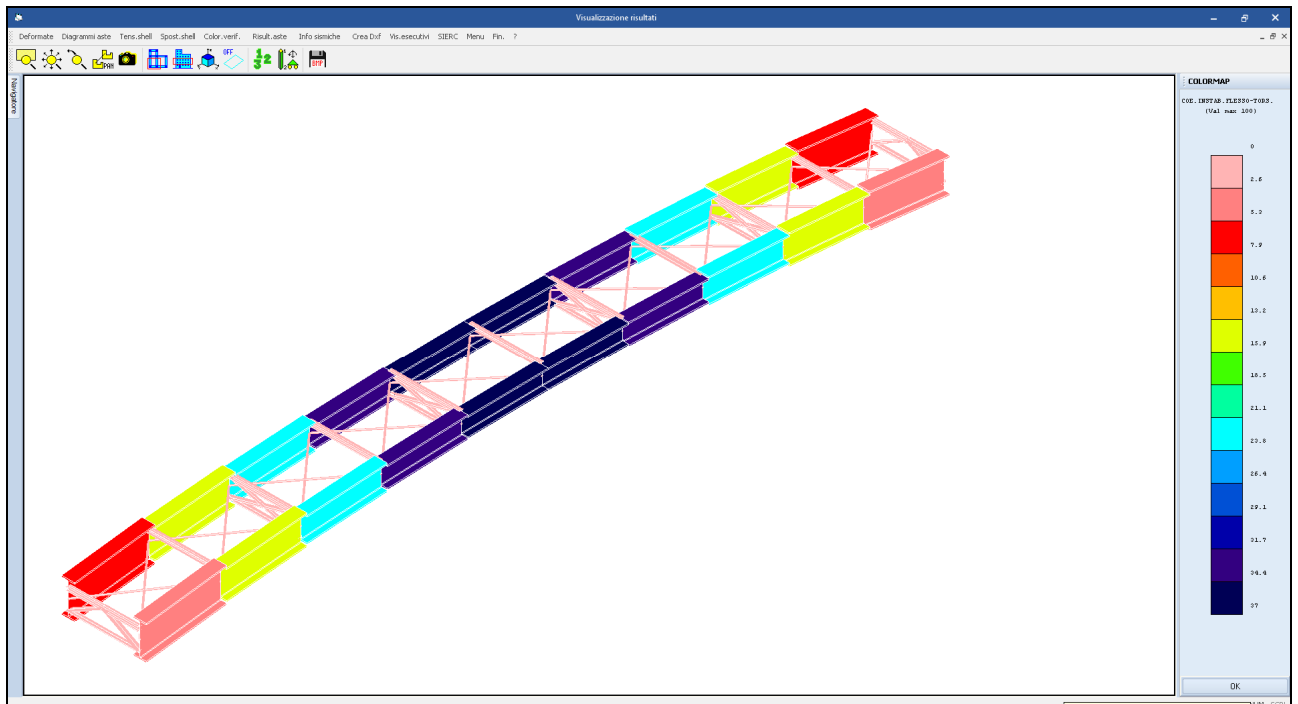 Visualizzazione risultati
Deformate Diagrammi aste Tens.shell Spost.shell Color.verif. Risult.aste Info sismiche Crea Dxf Vis.esecutivi SIERC Menu Fin. ?
PAN
OFF
BMP
Navigatore
COLORMAP
COE.INSTAB.FLESSO-TORS.
(Val max 100)
0
2.6
5.3
7.9
10.6
13.2
15.9
18.5
21.1
23.8
26.4
29.1
31.7
34.4
37
OK